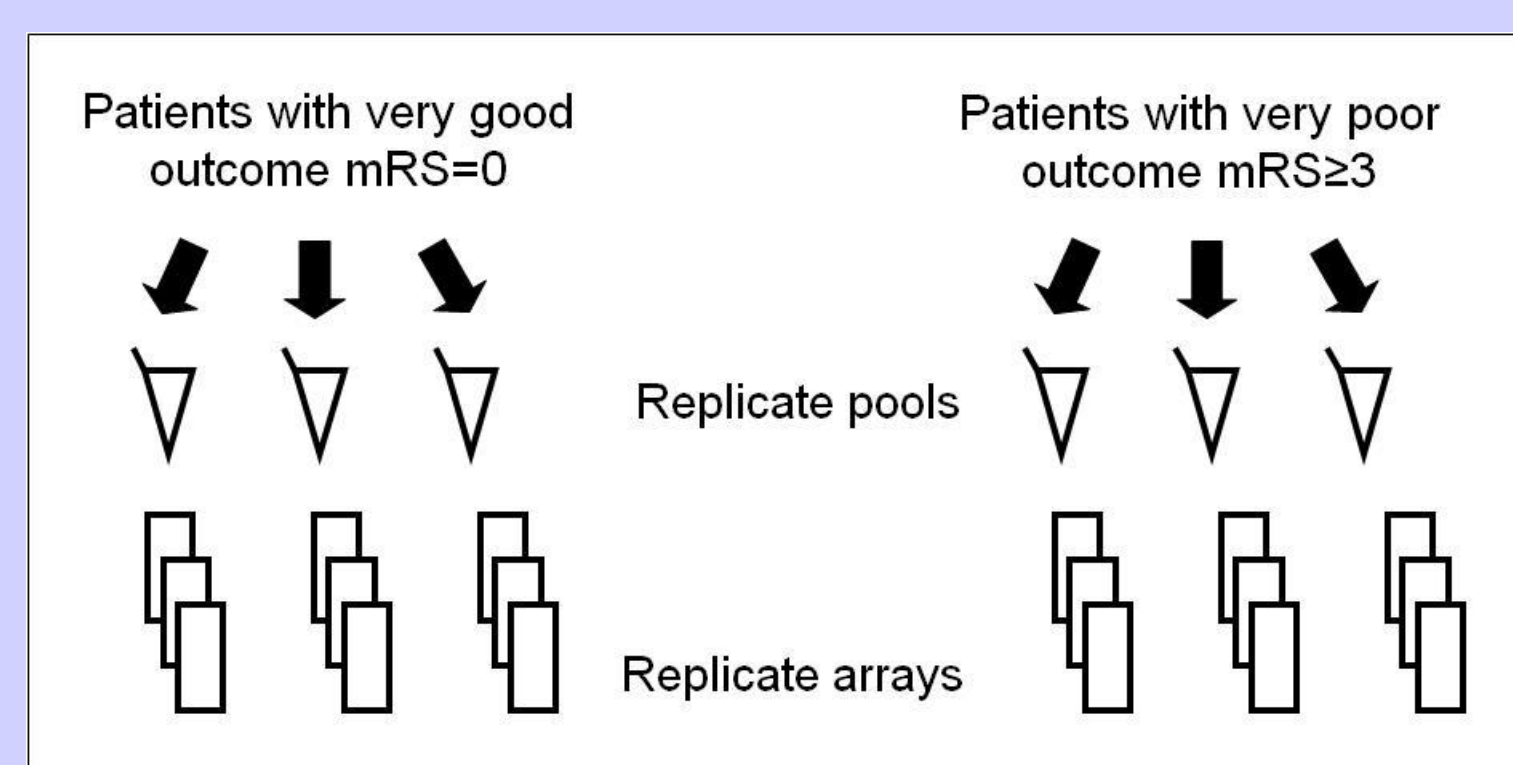 Patients with very good
outcome mRS=0
Patients with very poor
outcome mRS≥3
Replicate pools
Replicate arrays